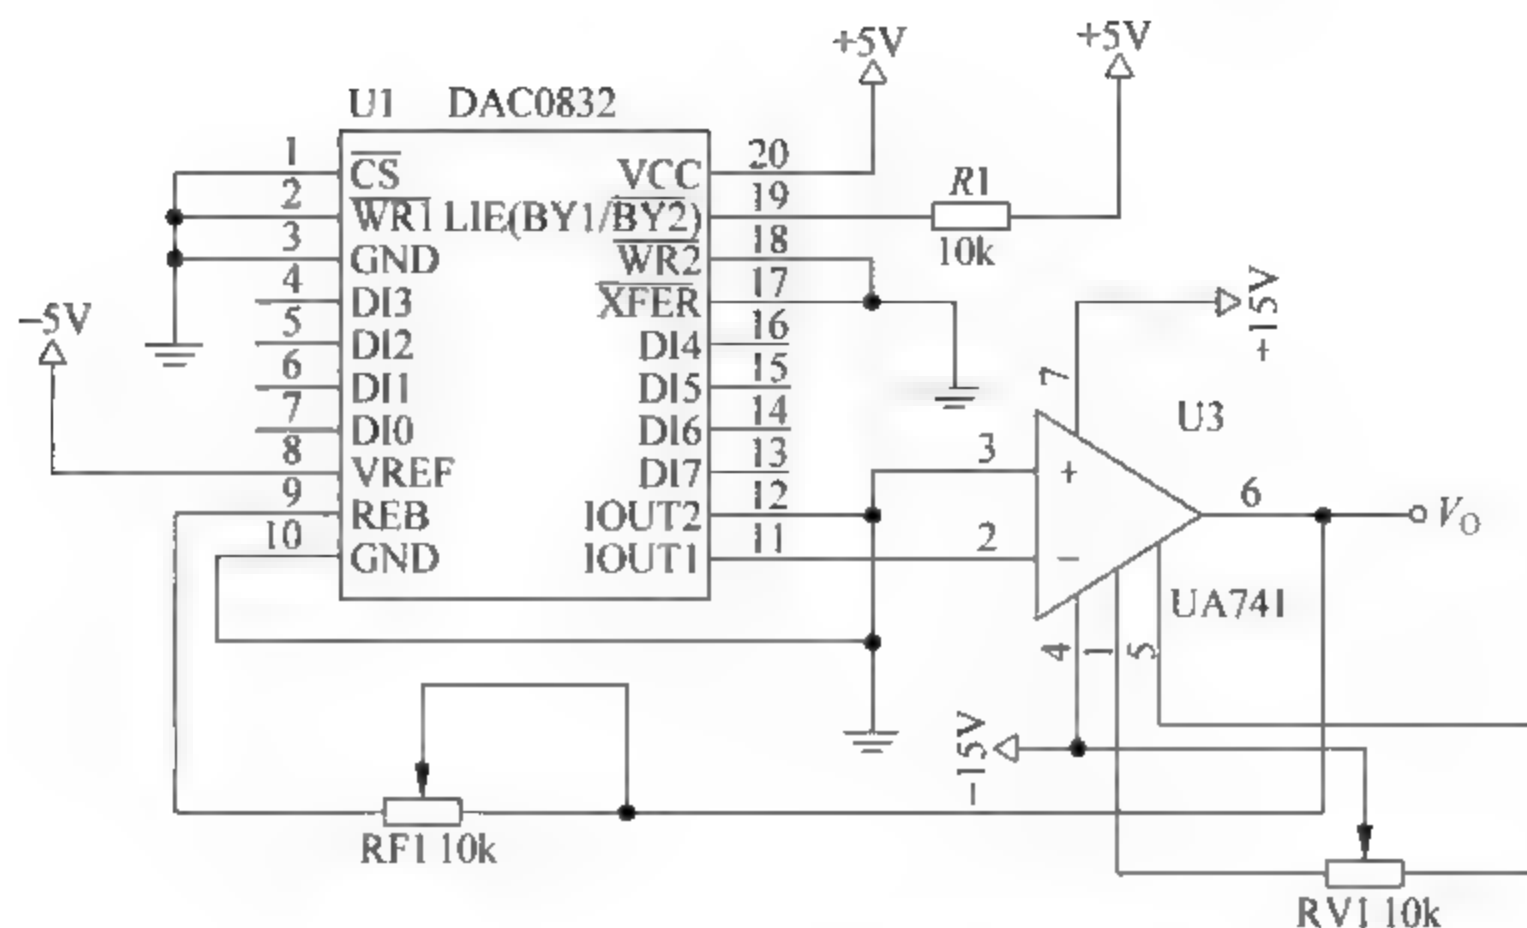 +5V
+5V
U1 DAC0832
1 CS VCC 20
2 WR1 LIE(BY1/BY2) 19
R1
10k
3 GND WR2 18
4 DI3 XFER 17
5 DI2 DI4 16
6 DI1 DI5 15
7 DI0 DI6 14
8 VREF DI7 13
9 REB IOUT2 12
10 GND IOUT1 11
−5V
+15V
7
U3
3 +
2 −
6
VO
UA741
4
1
5
−15V
RF1 10k
RV1 10k